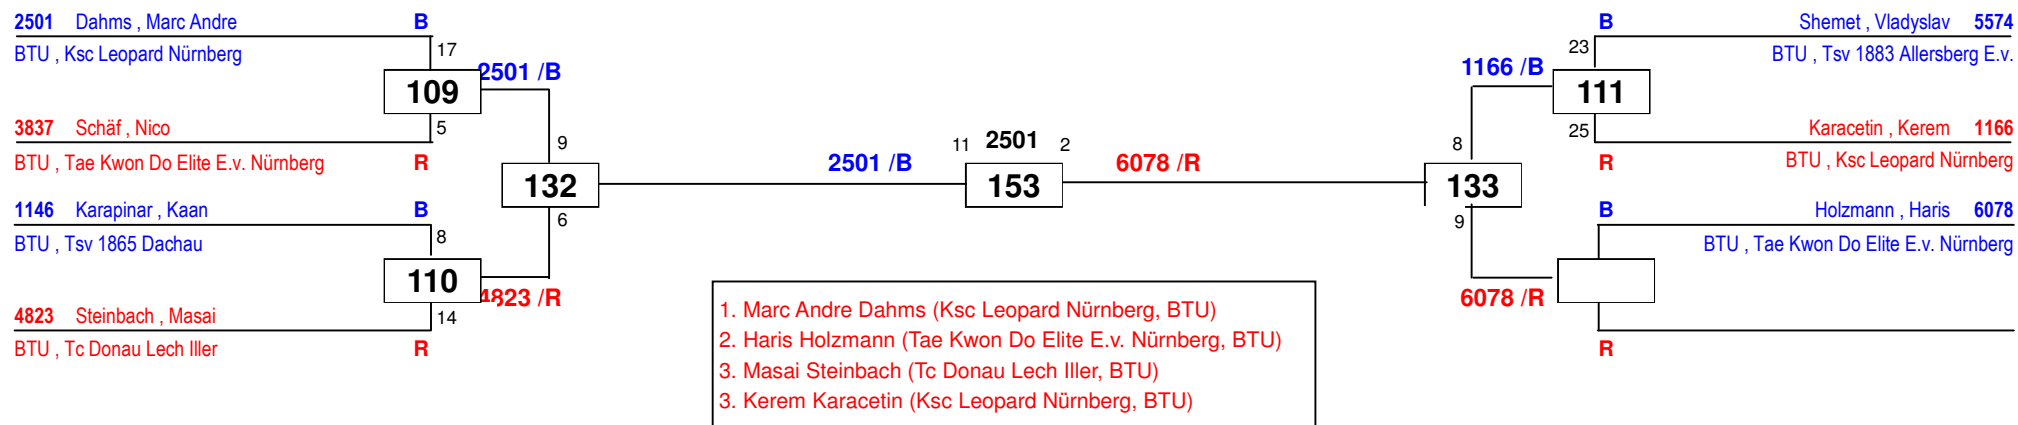 2501 Dahms , Marc Andre B
BTU , Ksc Leopard Nürnberg
17
109
2501 /B
3837 Schäf , Nico
5
BTU , Tae Kwon Do Elite E.v. Nürnberg R
9
132
6
1146 Karapinar , Kaan B
BTU , Tsv 1865 Dachau
8
110
4823 /R
4823 Steinbach , Masai
14
BTU , Tc Donau Lech Iller R
2501 /B
11 2501 2
153
6078 /R
B Shemet , Vladyslav 5574
23
BTU , Tsv 1883 Allersberg E.v.
1166 /B
111
25
Karacetin , Kerem 1166
R BTU , Ksc Leopard Nürnberg
8
133
9
B Holzmann , Haris 6078
BTU , Tae Kwon Do Elite E.v. Nürnberg
6078 /R
R
1. Marc Andre Dahms (Ksc Leopard Nürnberg, BTU)
2. Haris Holzmann (Tae Kwon Do Elite E.v. Nürnberg, BTU)
3. Masai Steinbach (Tc Donau Lech Iller, BTU)
3. Kerem Karacetin (Ksc Leopard Nürnberg, BTU)